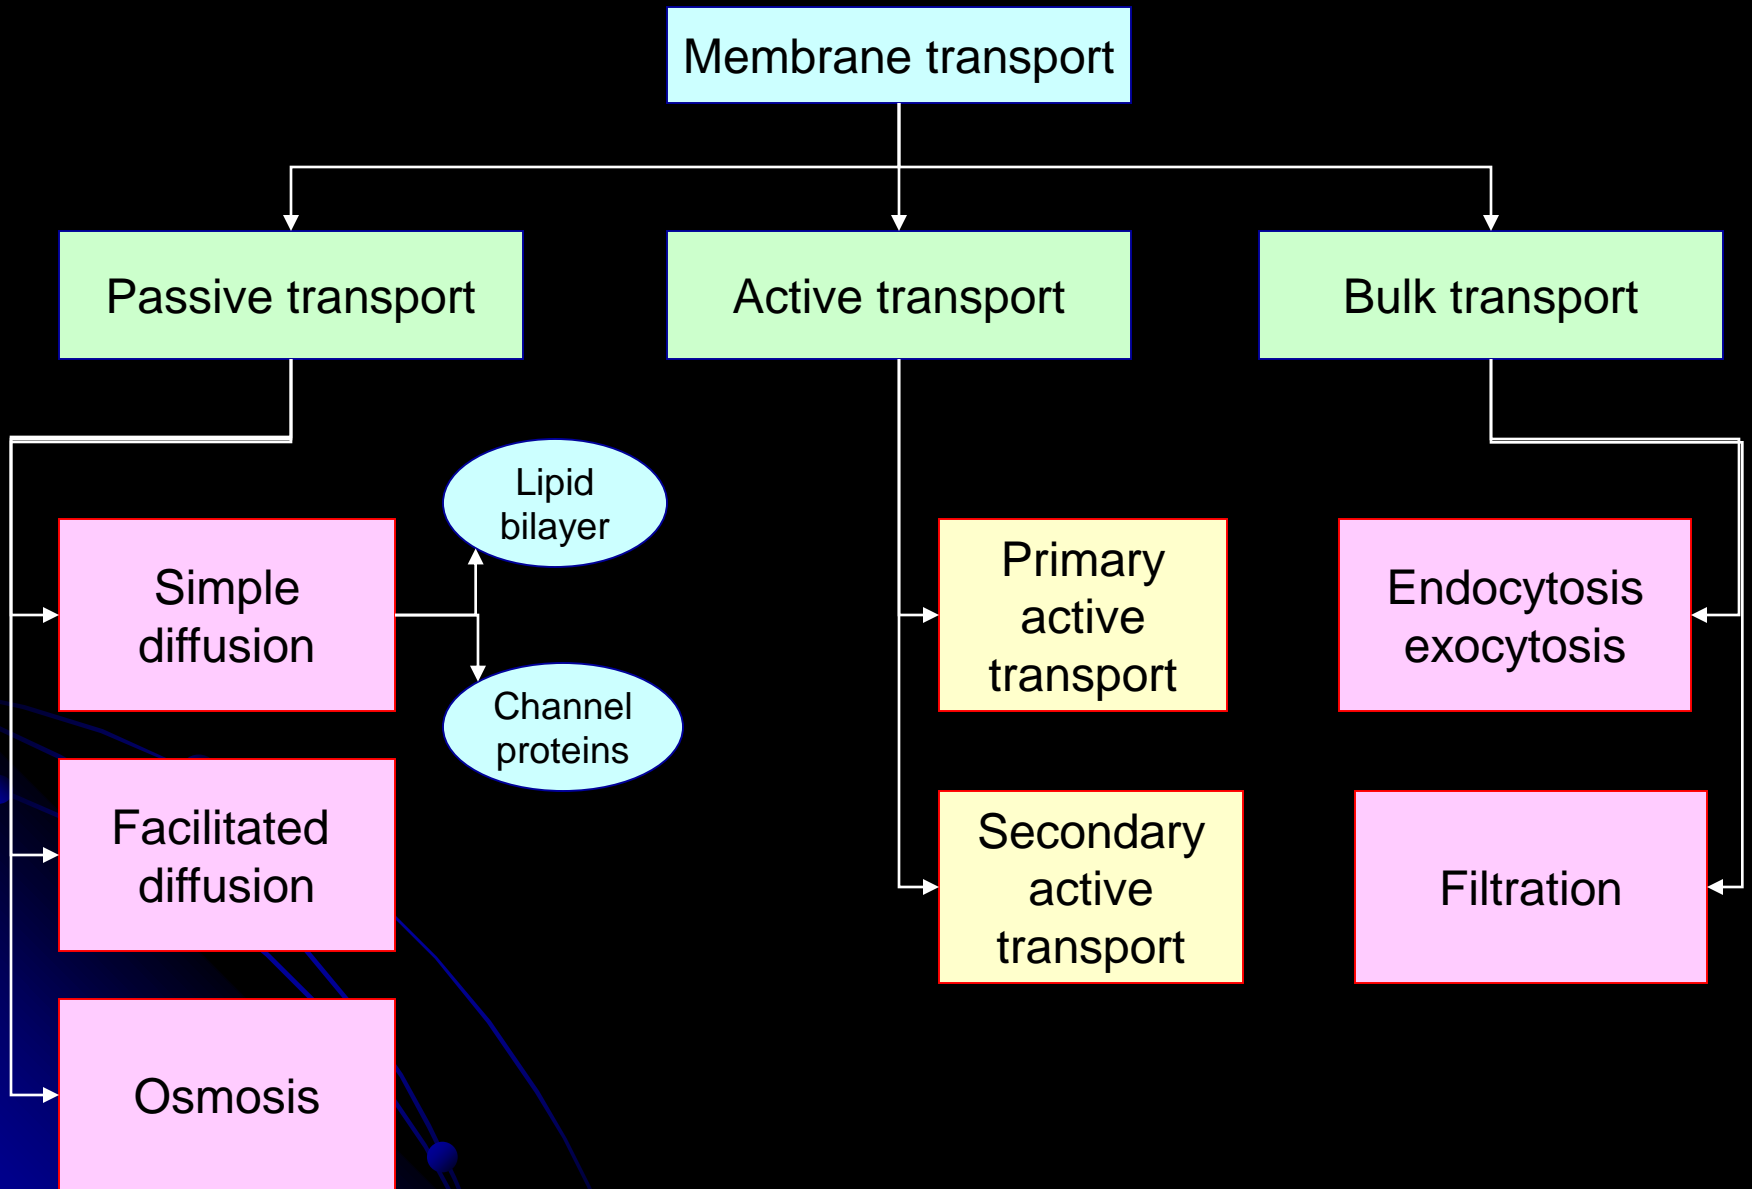 Membrane transport
Passive transport
Active transport
Bulk transport
Lipid
bilayer
Simple
diffusion
Channel
proteins
Primary
active
transport
Endocytosis
exocytosis
Facilitated
diffusion
Secondary
active
transport
Filtration
Osmosis